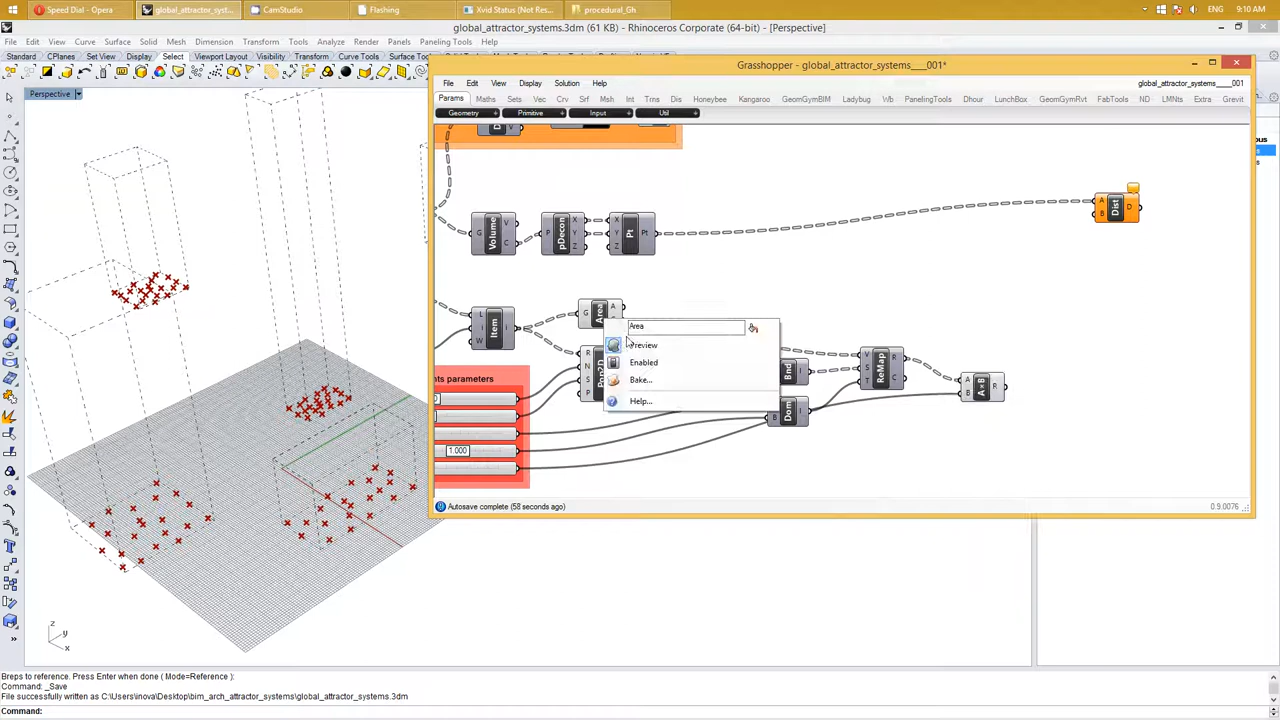 Speed Dial - Opera
global_attractor_syst...
CamStudio
Flashing
Xvid Status (Not Res...
procedural_Gh
ENG
9:10 AM
global_attractor_systems.3dm (61 KB) - Rhinoceros Corporate (64-bit) - [Perspective]
File Edit View Curve Surface Solid Mesh Dimension Transform Tools Analyze Render Panels Paneling Tools Help
Standard CPlanes Set View Display Select Viewport Layout Visibility Transform Curve Tools Surface Tools
Perspective
Grasshopper - global_attractor_systems___001*
File Edit View Display Solution Help
global_attractor_systems___001
Params Maths Sets Vec Crv Srf Msh Int Trns Dis Honeybee Kangaroo GeomGymBIM Ladybug Wb PanelingTools Dhour LunchBox GeomGymRvt FabTools ND LMNts Extra Grevit
Geometry Primitive Input Util
D V
Volume G V C
pDecon P X Y Z
Pt X Y Z Pt
Dist A B D
Item L i W i
Area G A
Area
Preview
Enabled
Bake...
Help...
Pop2D R N S P
nts parameters
1.000
Bnd I
Dom B I
ReMap V S T R C
A×B A B R
Autosave complete (58 seconds ago)
0.9.0076
z
y
x
Breps to reference. Press Enter when done ( Mode=Reference ):
Command: _Save
File successfully written as C:\Users\inova\Desktop\bim_arch_attractor_systems\global_attractor_systems.3dm
Command: